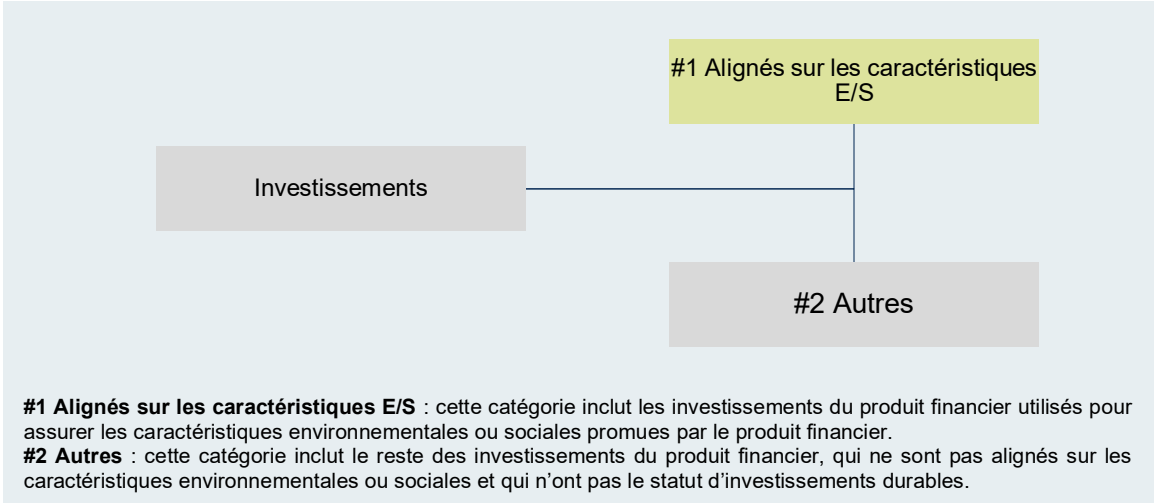 #1 Alignés sur les caractéristiques
E/S
Investissements
#2 Autres
#1 Alignés sur les caractéristiques E/S : cette catégorie inclut les investissements du produit financier utilisés pour
assurer les caractéristiques environnementales ou sociales promues par le produit financier.
#2 Autres : cette catégorie inclut le reste des investissements du produit financier, qui ne sont pas alignés sur les
caractéristiques environnementales ou sociales et qui n’ont pas le statut d’investissements durables.